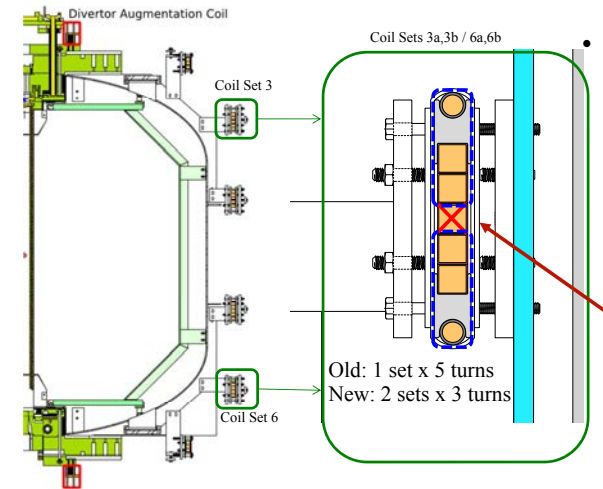 Divertor Augmentation Coil
Coil Sets 3a,3b / 6a,6b
Coil Set 3
Old: 1 set x 5 turns
New: 2 sets x 3 turns
Coil Set 6